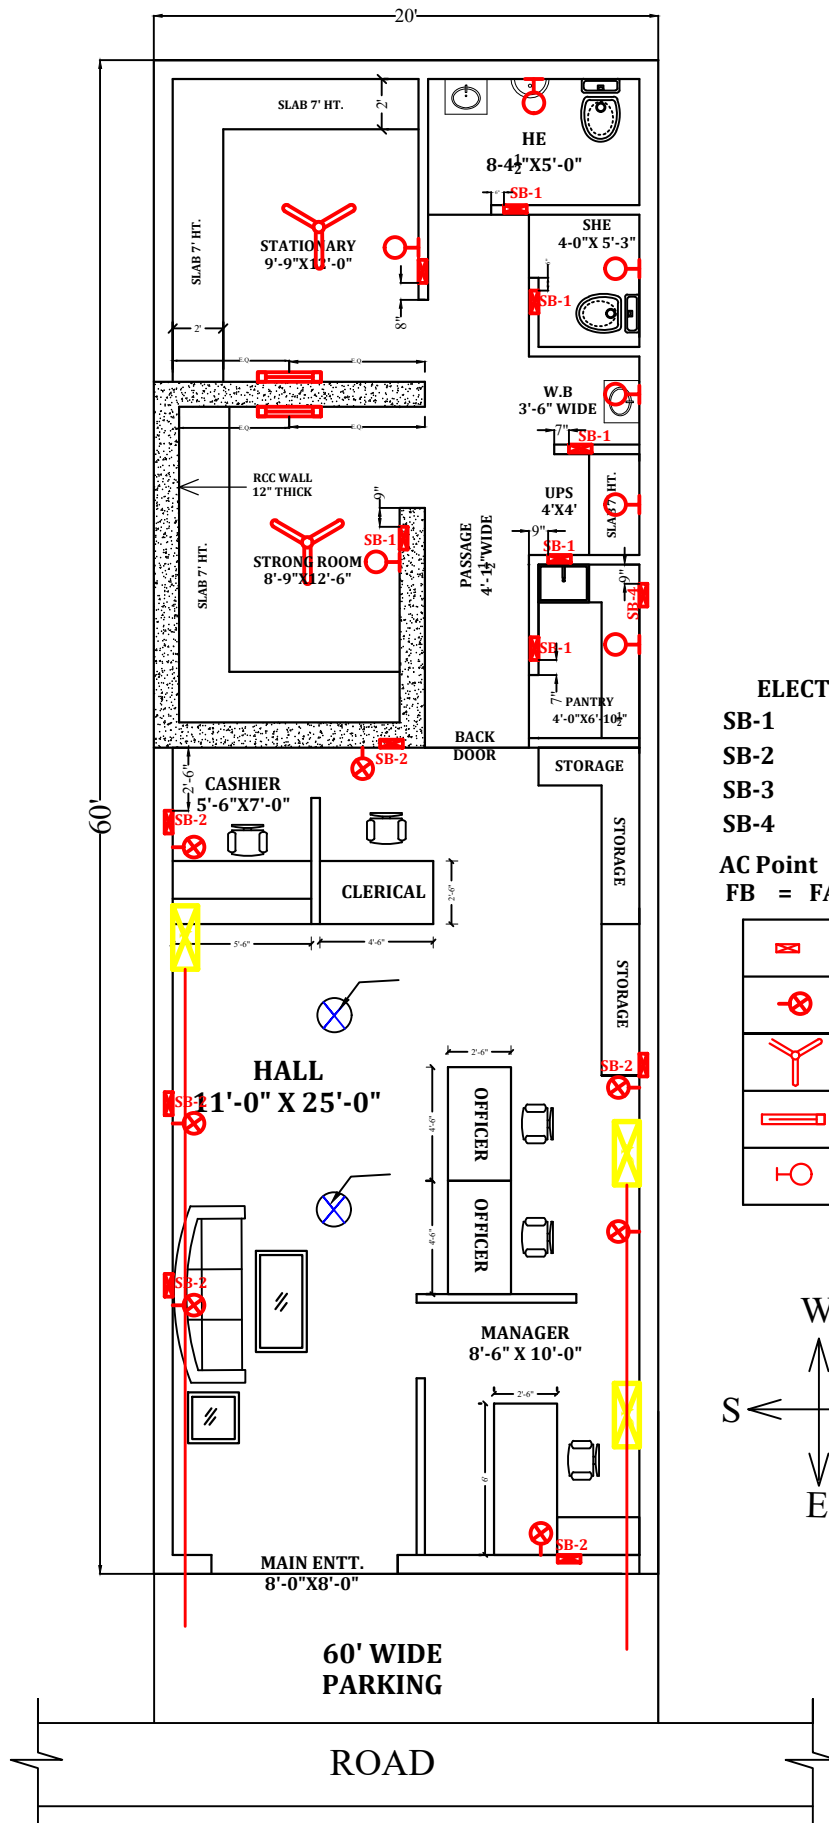 20'
SLAB 7' HT.
2'
HE
8-4½"X5'-0"
SB-1
SHE
4-0"X 5'-3"
STATIONARY
9'-9"X12'-0"
SLAB 7' HT.
SB-1
8"
2'
E.Q
E.Q
W.B
3'-6" WIDE
7"
SB-1
E.Q
E.Q
RCC WALL
12" THICK
9"
UPS
4'X4'
SLAB 7' HT.
SB-1
STRONG ROOM
8'-9"X12'-6"
SLAB 7' HT.
PASSAGE
4'-1½"WIDE
9"
SB-1
9"
SB-4
SB-1
7"
PANTRY
4'-0"X6'-10½"
BACK
DOOR
SB-2
STORAGE
2'-6"
CASHIER
5'-6"X7'-0"
SB-2
60'
STORAGE
CLERICAL
2'-6"
5'-6"
4'-6"
STORAGE
HALL
11'-0" X 25'-0"
SB-2
2'-6"
SB-2
OFFICER
4'-6"
OFFICER
4'-6"
SB-2
MANAGER
8'-6" X 10'-0"
2'-6"
6'
SB-2
MAIN ENTT.
8'-0"X8'-0"
60' WIDE
PARKING
ROAD
ELECT
SB-1
SB-2
SB-3
SB-4
AC Point
FB = FA
W
S
E